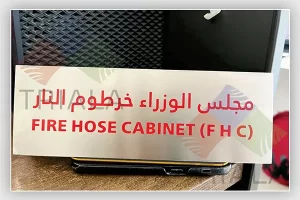 مجلس الوزراء خرطوم النار
FIRE HOSE CABINET (F H C)